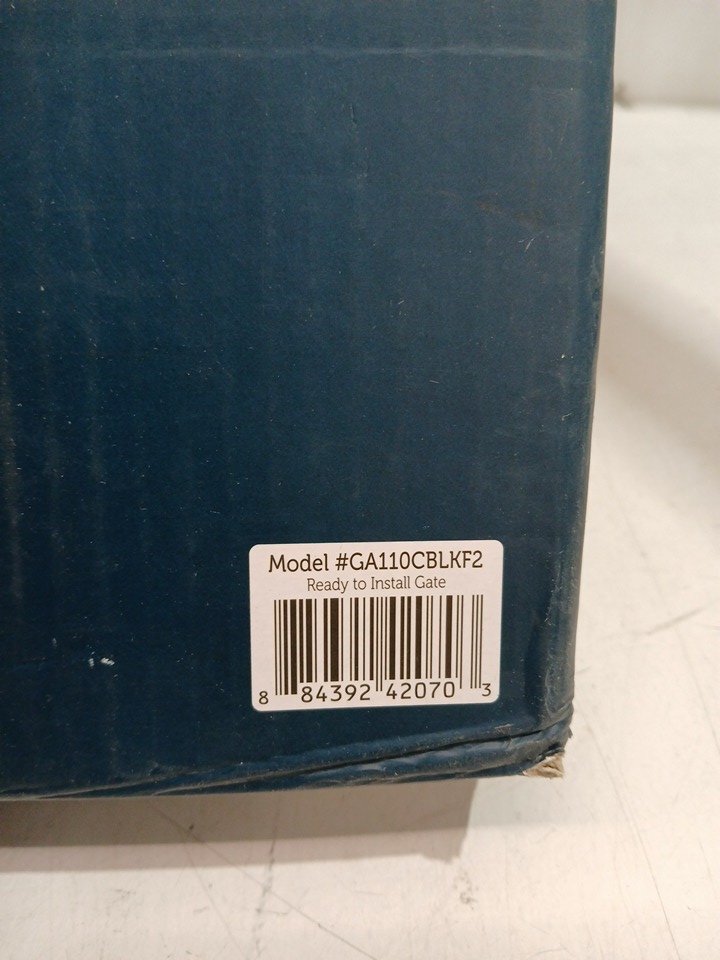 Model #GA110CBLKF2
Ready to Install Gate
8 84392 42070 3